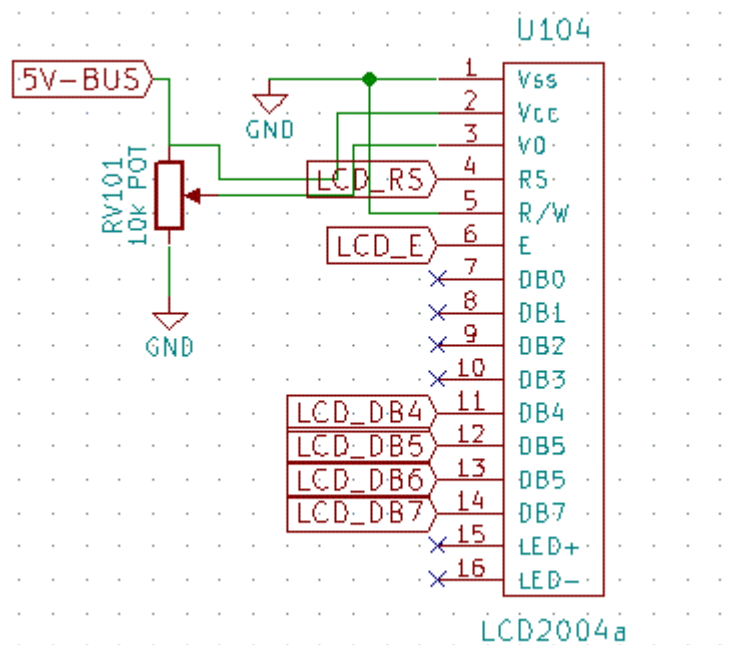 U104
5V-BUS
GND
RV101
10k POT
GND
LCD_RS
LCD_E
LCD_DB4
LCD_DB5
LCD_DB6
LCD_DB7
1 Vss
2 Vcc
3 V0
4 RS
5 R/W
6 E
7 DB0
8 DB1
9 DB2
10 DB3
11 DB4
12 DB5
13 DB5
14 DB7
15 LED+
16 LED-
LCD2004a